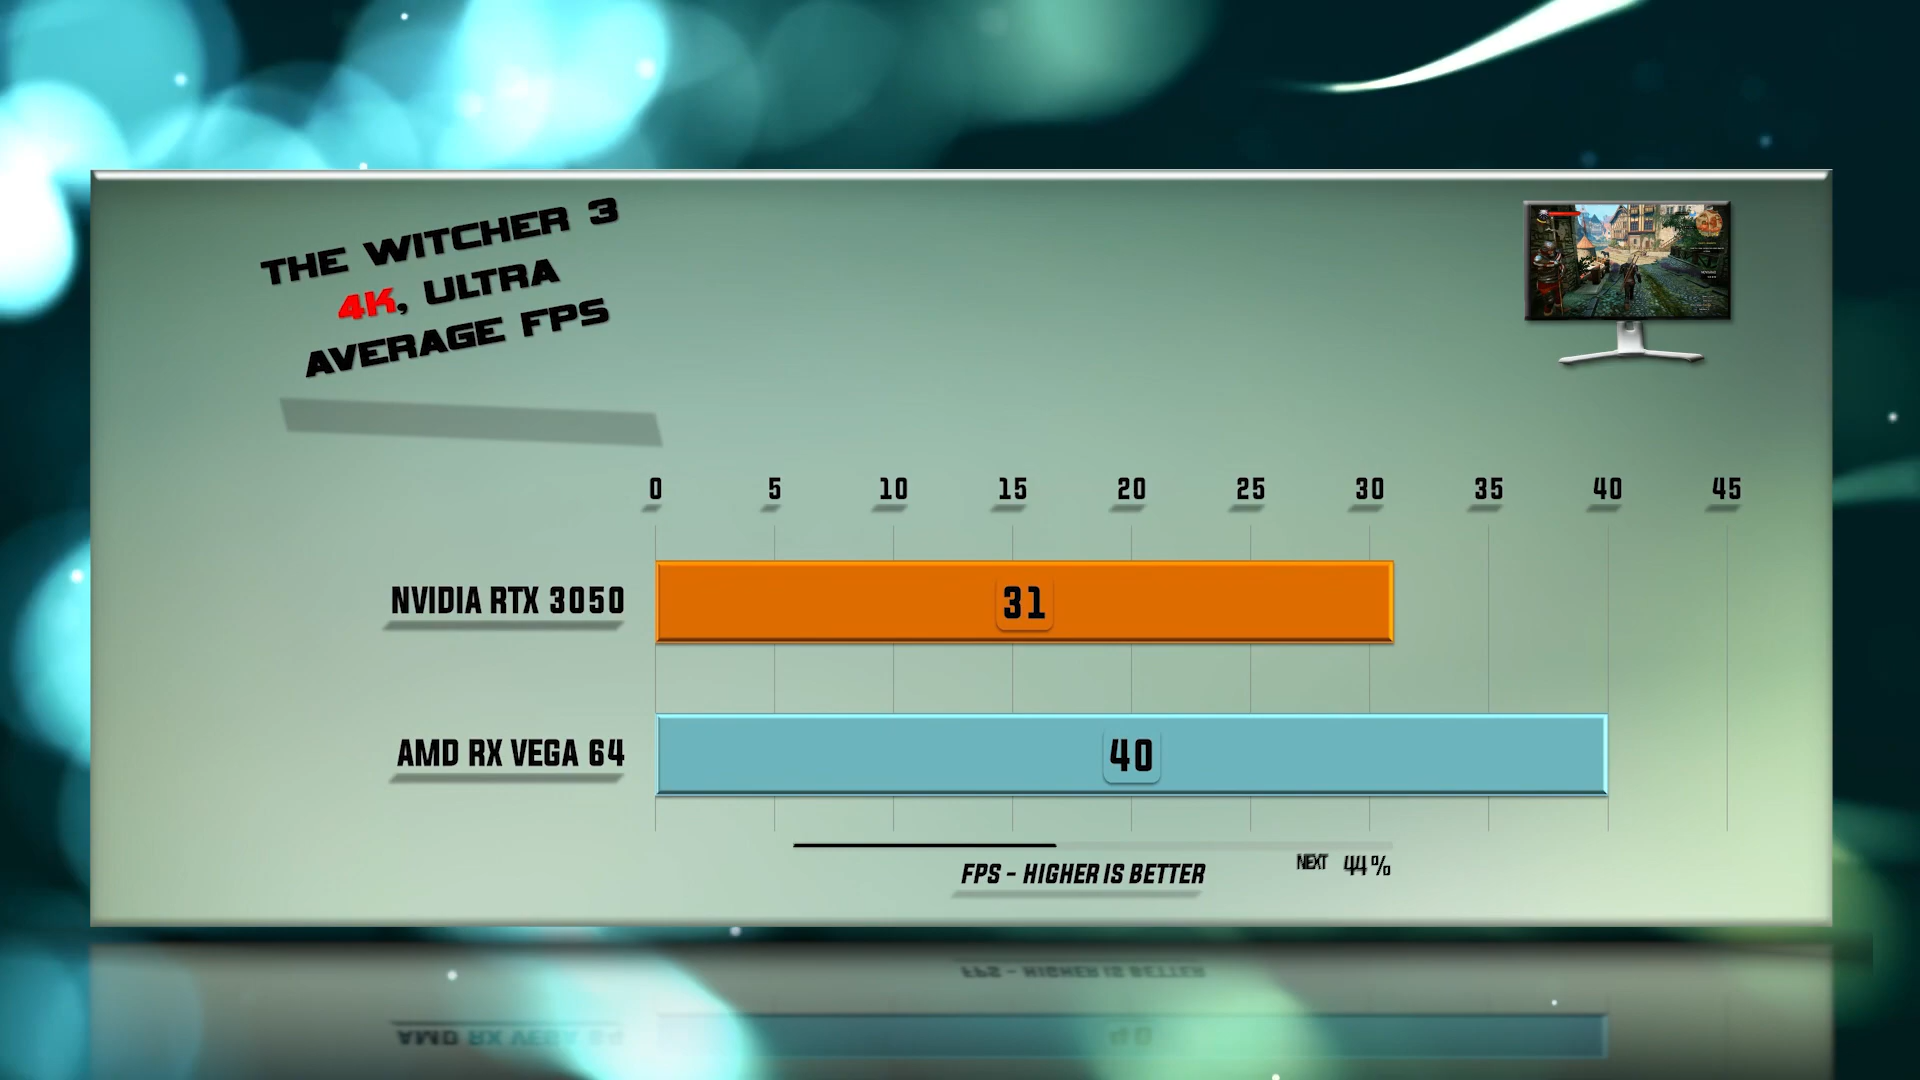 THE WITCHER 3
4K, ULTRA
AVERAGE FPS
0 5 10 15 20 25 30 35 40 45
NVIDIA RTX 3050 31
AMD RX VEGA 64 40
FPS - HIGHER IS BETTER
NEXT 44%